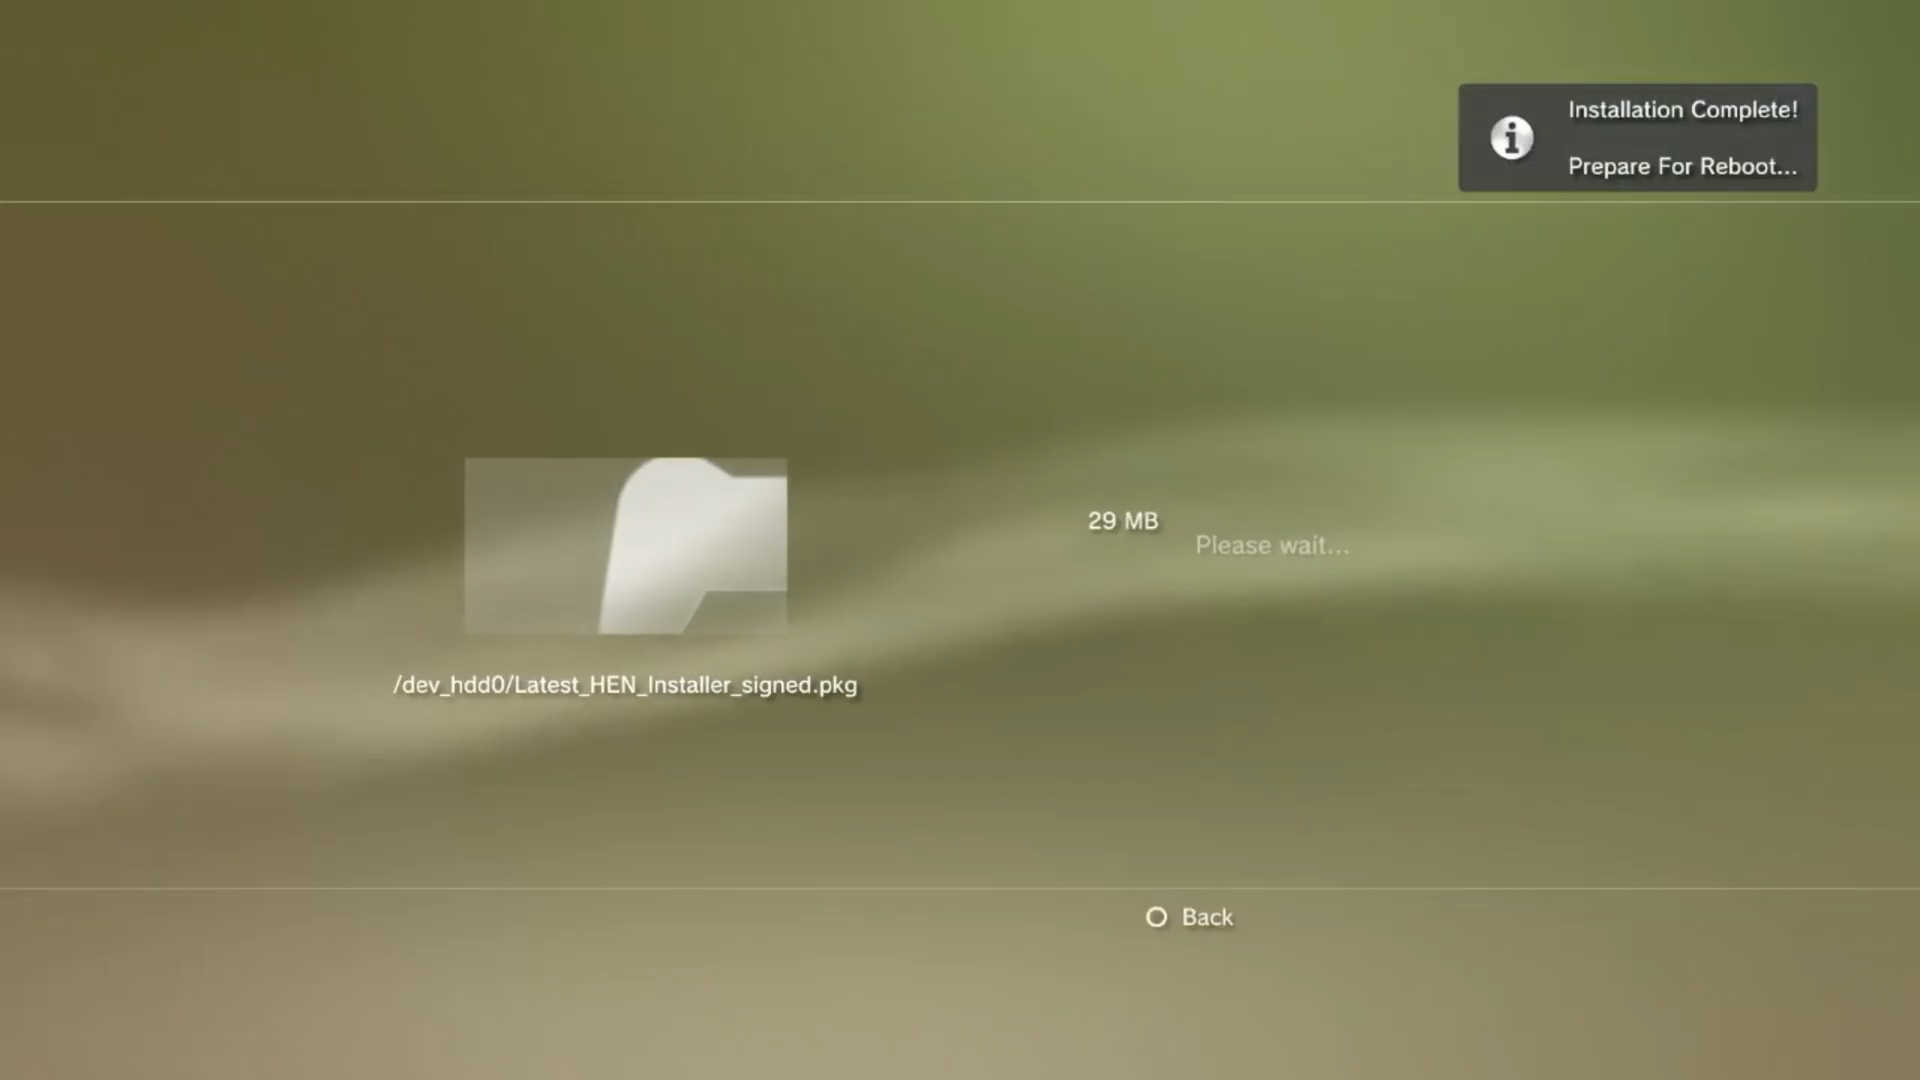 Installation Complete!
Prepare For Reboot...
29 MB
Please wait...
/dev_hdd0/Latest_HEN_Installer_signed.pkg
Back